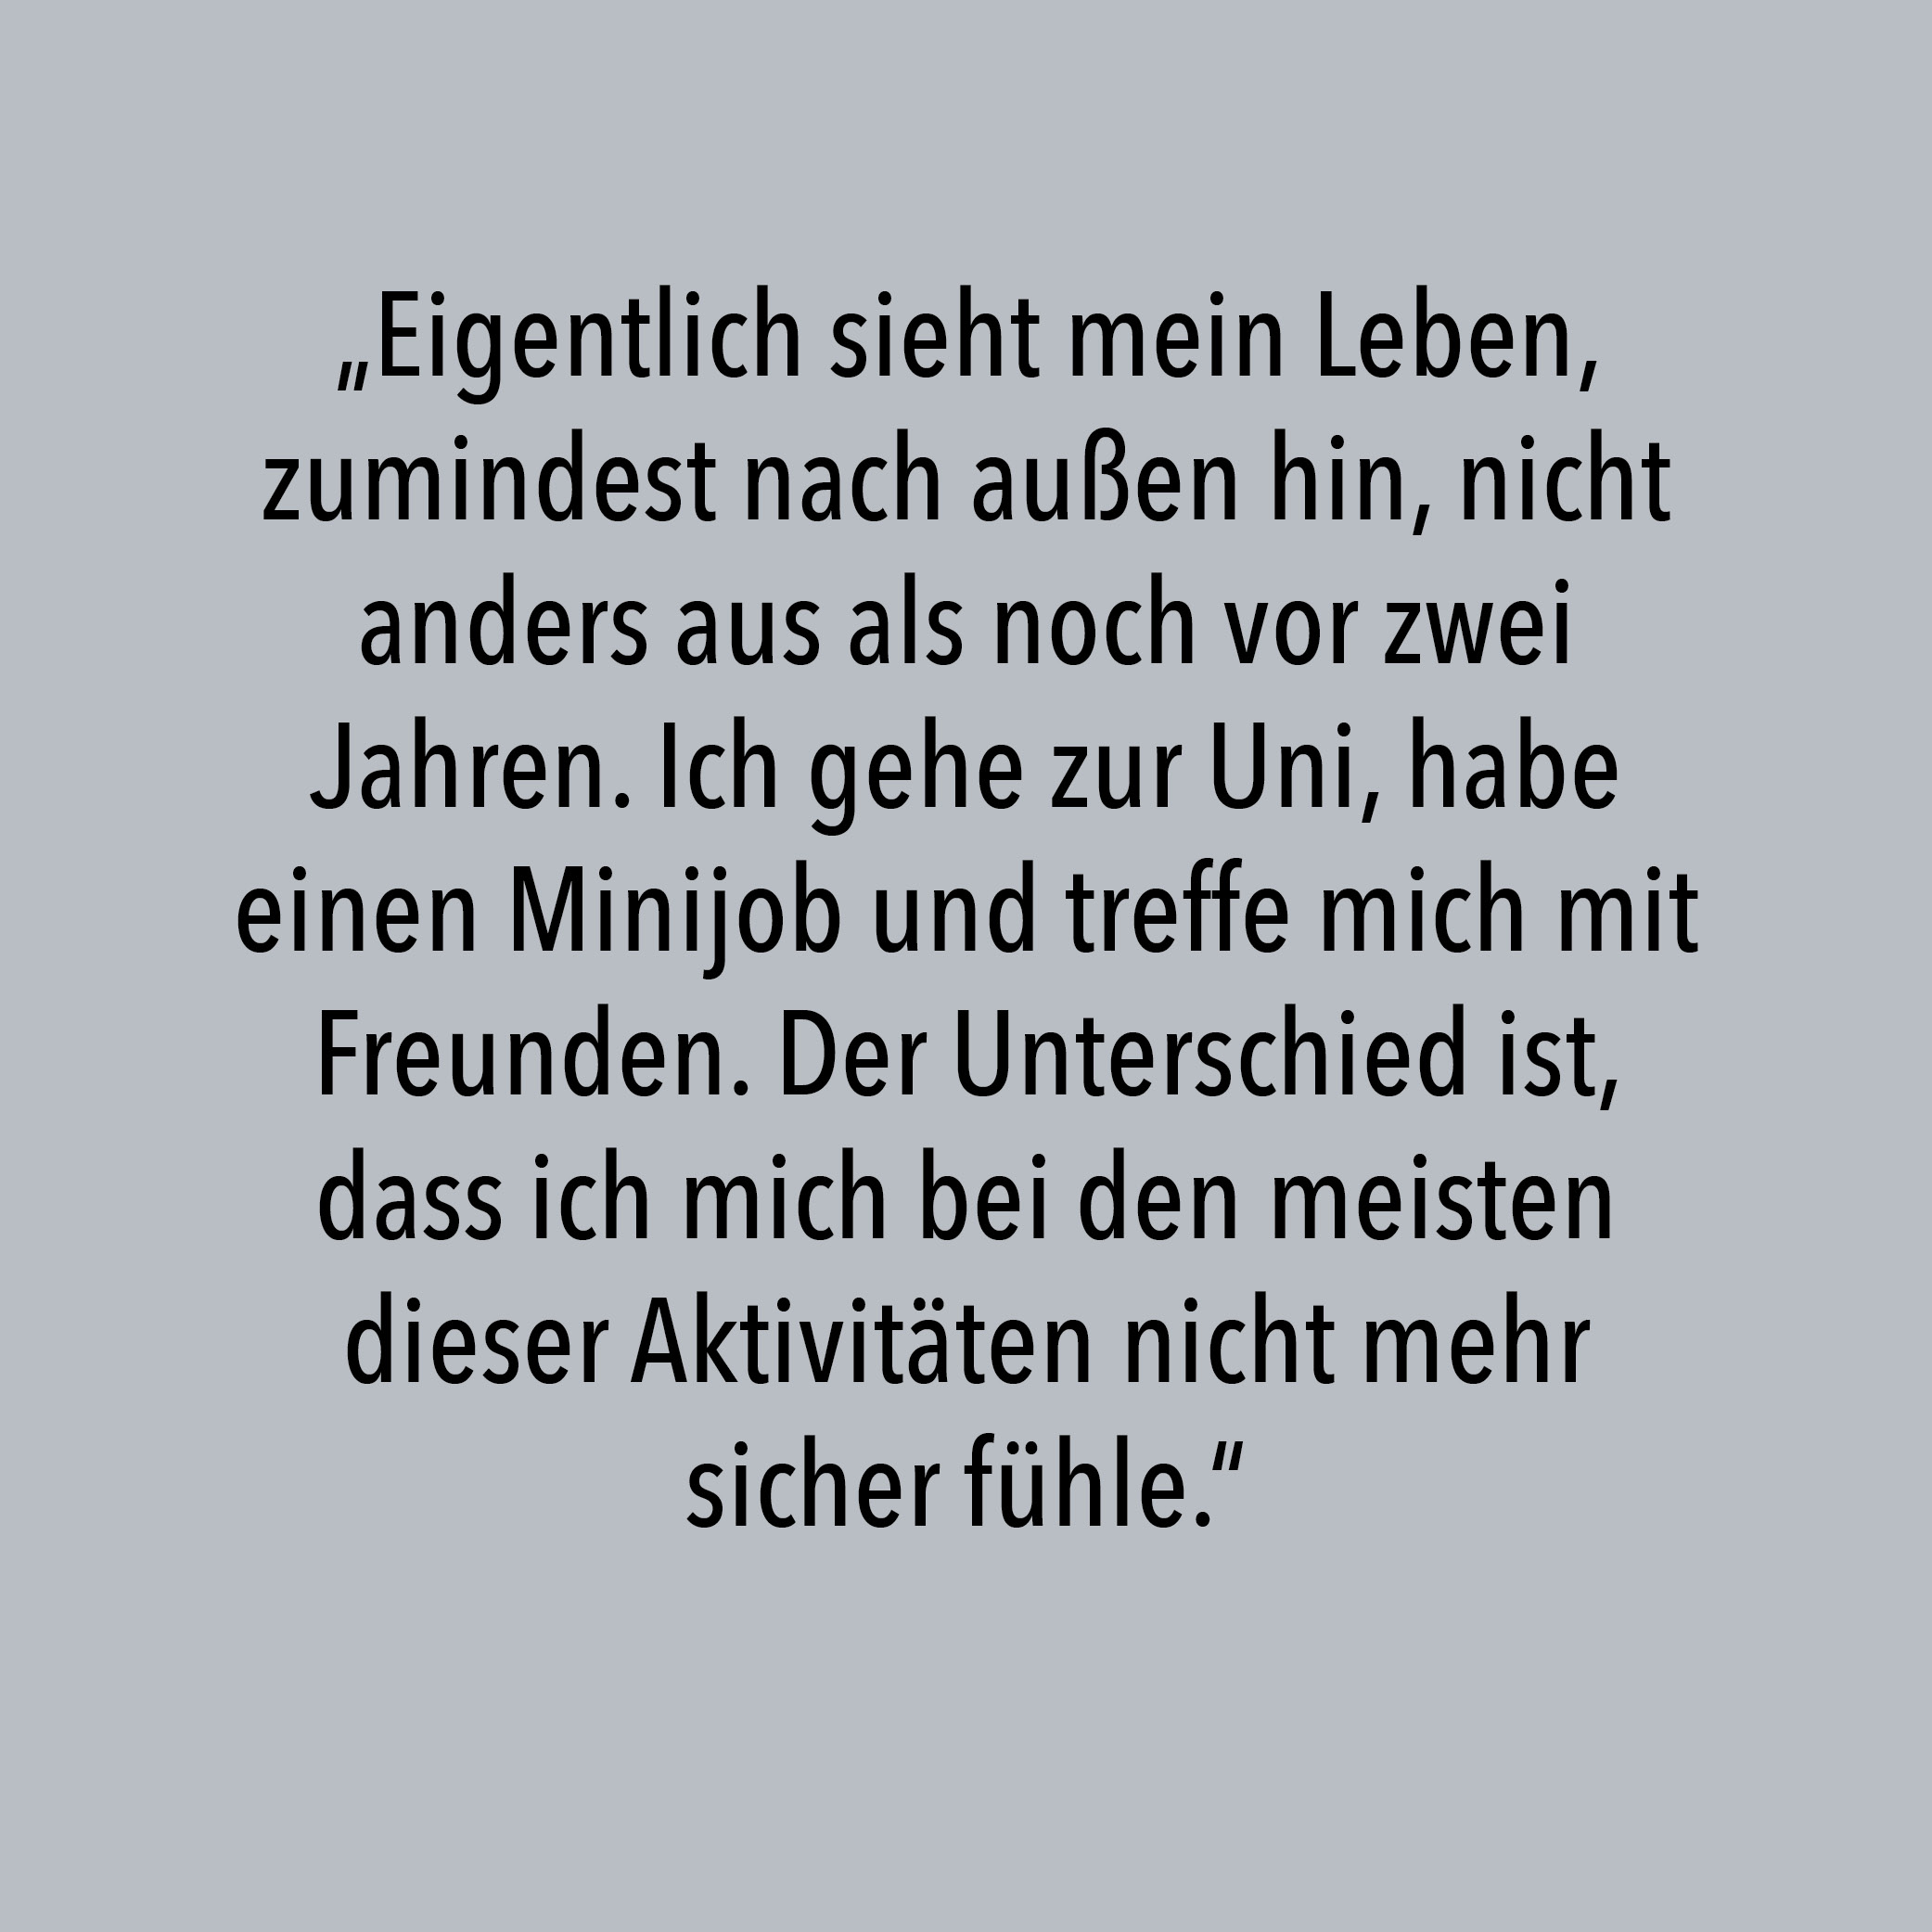 „Eigentlich sieht mein Leben,
zumindest nach außen hin, nicht
anders aus als noch vor zwei
Jahren. Ich gehe zur Uni, habe
einen Minijob und treffe mich mit
Freunden. Der Unterschied ist,
dass ich mich bei den meisten
dieser Aktivitäten nicht mehr
sicher fühle.“